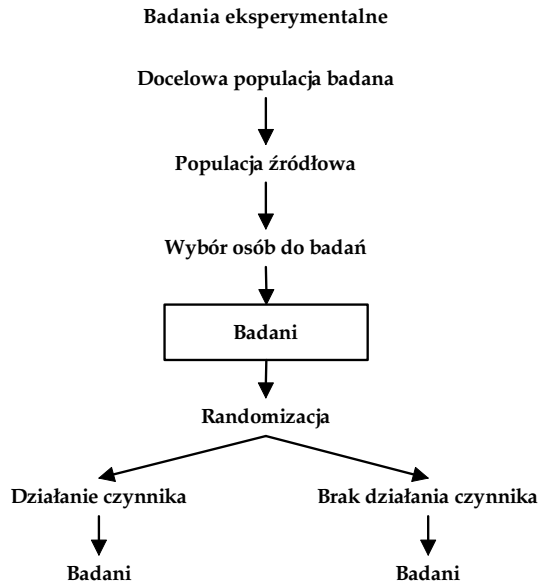 Badania eksperymentalne
Docelowa populacja badana
Populacja źródłowa
Wybór osób do badań
Badani
Randomizacja
Działanie czynnika
Brak działania czynnika
Badani
Badani